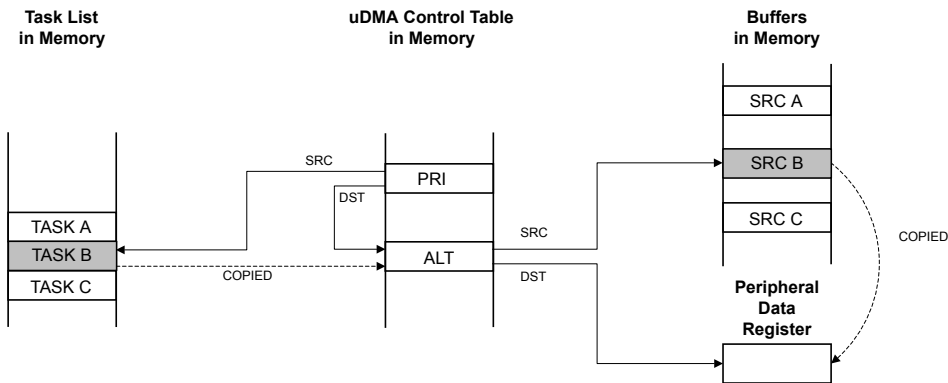 Task List
in Memory
uDMA Control Table
in Memory
Buffers
in Memory
SRC A
SRC
PRI
SRC B
DST
TASK A
SRC C
SRC
COPIED
TASK B
ALT
COPIED
DST
TASK C
Peripheral
Data
Register